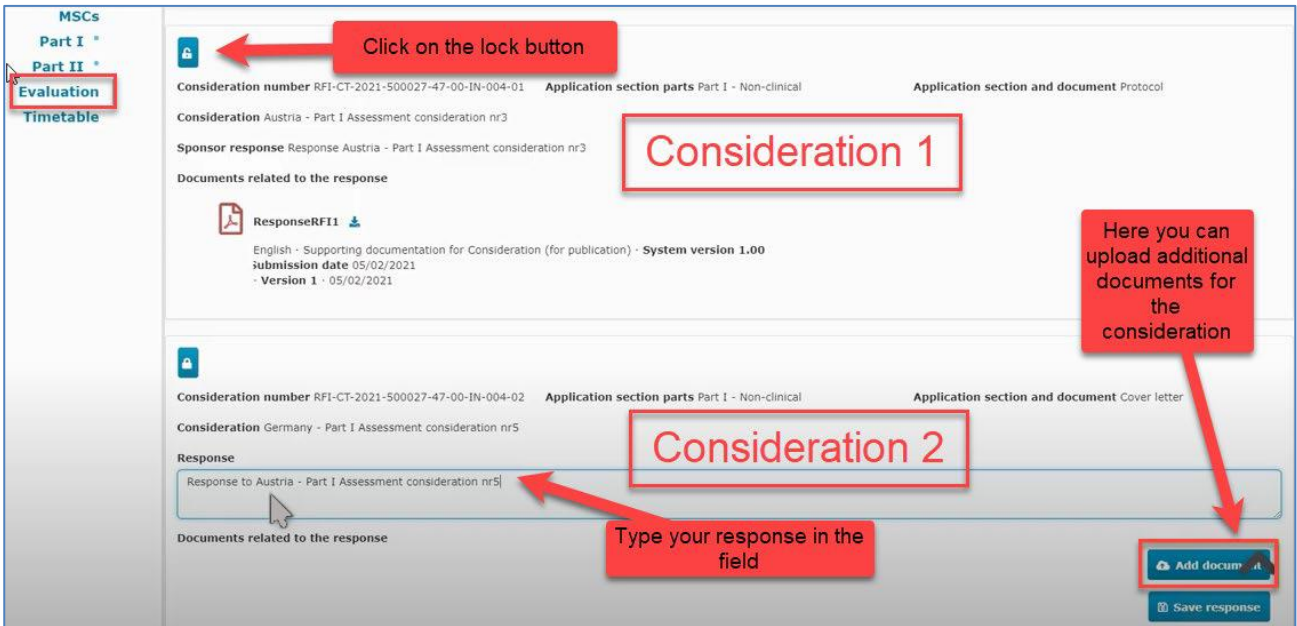 MSCs
Part I *
Part II *
Evaluation
Timetable
Click on the lock button
Consideration number RFI-CT-2021-500027-47-00-IN-004-01 Application section parts Part I - Non-clinical Application section and document Protocol
Consideration Austria - Part I Assessment consideration nr3
Consideration 1
Sponsor response Response Austria - Part I Assessment consideration nr3
Documents related to the response
ResponseRFI1
English - Supporting documentation for Consideration (for publication) - System version 1.00
Submission date 05/02/2021
- Version 1 - 05/02/2021
Here you can
upload additional
documents for
the
consideration
Consideration number RFI-CT-2021-500027-47-00-IN-004-02 Application section parts Part I - Non-clinical Application section and document Cover letter
Consideration Germany - Part I Assessment consideration nr5
Consideration 2
Response
Response to Austria - Part I Assessment consideration nr5
Documents related to the response
Type your response in the
field
Add document
Save response